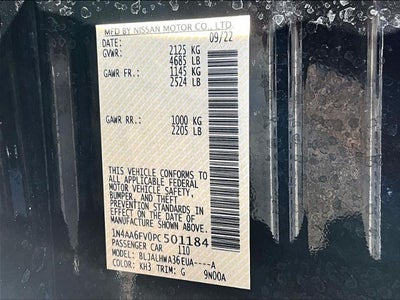 MFD BY NISSAN MOTOR CO., LTD.
DATE: 09/22
GVWR: 2125 KG
4685 LB
GAWR FR.: 1145 KG
2524 LB
GAWR RR.: 1000 KG
2205 LB
THIS VEHICLE CONFORMS TO
ALL APPLICABLE FEDERAL
MOTOR VEHICLE SAFETY,
BUMPER, AND THEFT
PREVENTION STANDARDS IN
EFFECT ON THE DATE OF
MANUFACTURE SHOWN ABOVE.
1N4AA6FV0PC501184
PASSENGER CAR 110
MODEL: BLJALHWA36EUA----A
COLOR: KH3 TRIM: G 9N00A